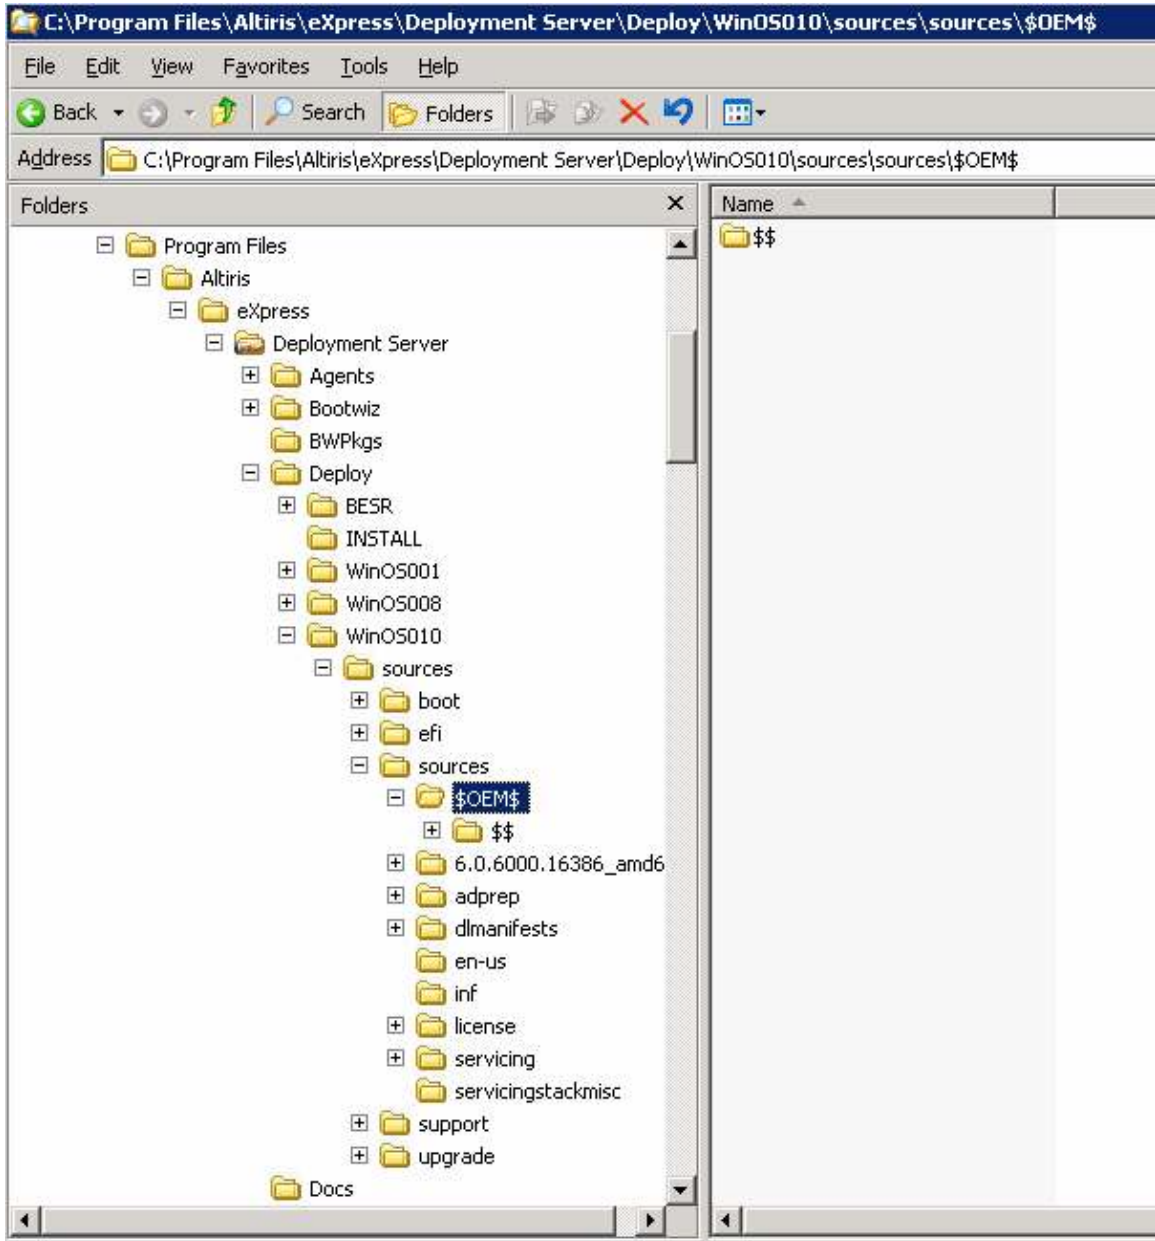 C:\Program Files\Altiris\eXpress\Deployment Server\Deploy\WinOS010\sources\sources\$OEM$
File Edit View Favorites Tools Help
Back Search Folders
Address C:\Program Files\Altiris\eXpress\Deployment Server\Deploy\WinOS010\sources\sources\$OEM$
Folders
Program Files
Altiris
eXpress
Deployment Server
Agents
Bootwiz
BWPkgs
Deploy
BESR
INSTALL
WinOS001
WinOS008
WinOS010
sources
boot
efi
sources
$OEM$
$$
6.0.6000.16386_amd6
adprep
dlmanifests
en-us
inf
license
servicing
servicingstackmisc
support
upgrade
Docs
Name
$$